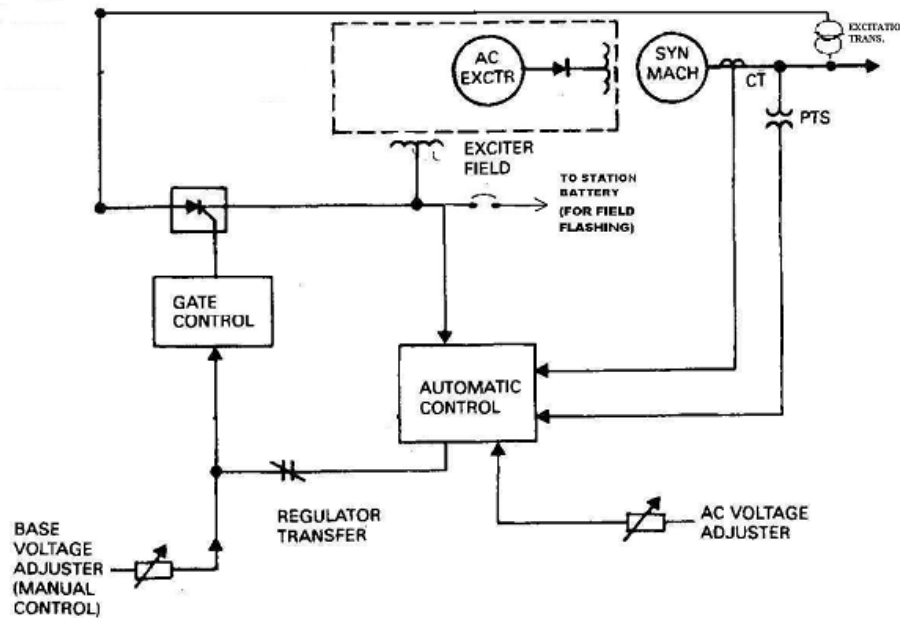 EXCITATIO
TRANS.
AC
EXCTR
SYN
MACH
CT
PTS
EXCITER
FIELD
TO STATION
BATTERY
(FOR FIELD
FLASHING)
GATE
CONTROL
AUTOMATIC
CONTROL
REGULATOR
TRANSFER
AC VOLTAGE
ADJUSTER
BASE
VOLTAGE
ADJUSTER
(MANUAL
CONTROL)